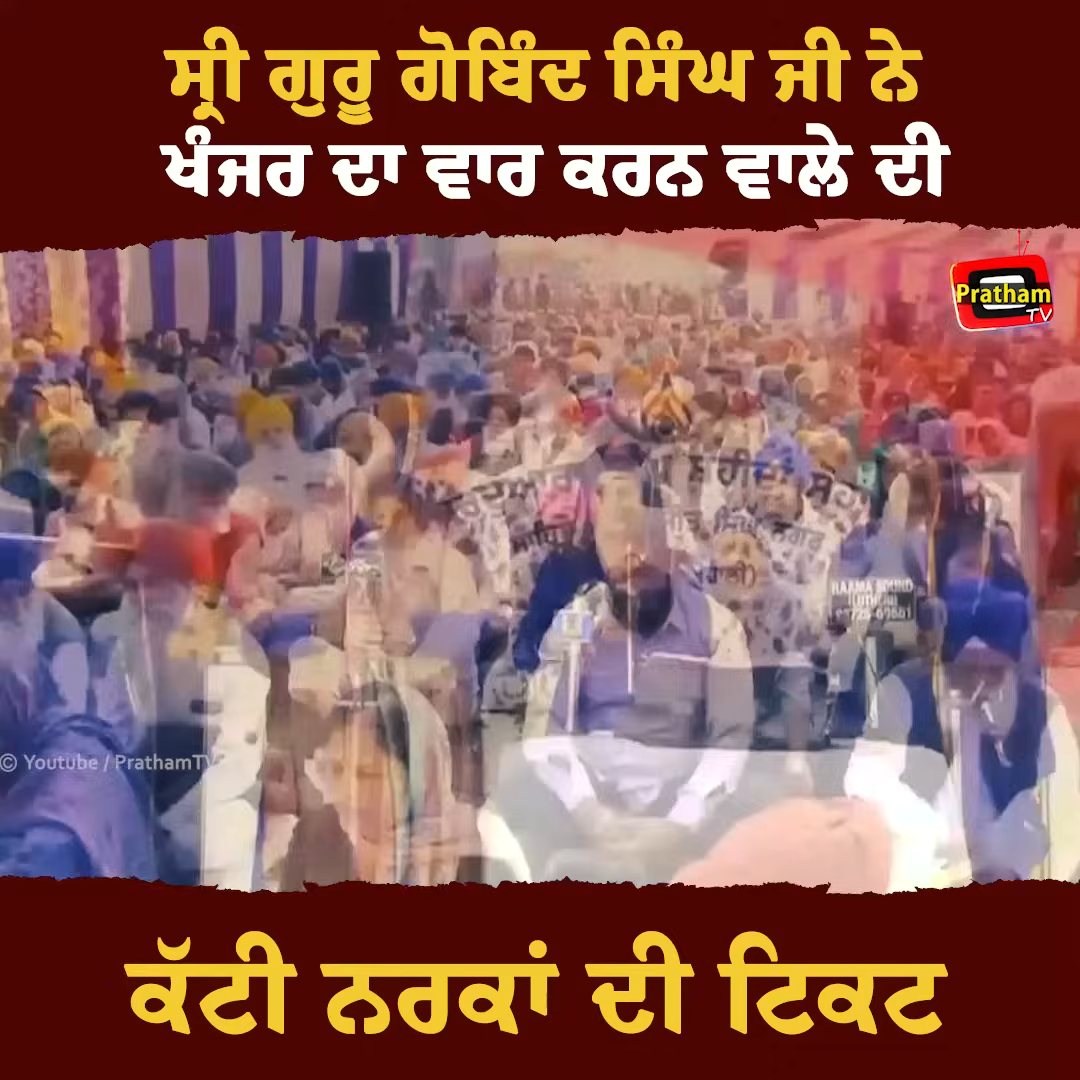 ਸ੍ਰੀ ਗੁਰੂ ਗੋਬਿੰਦ ਸਿੰਘ ਜੀ ਨੇ
ਖੰਜਰ ਦਾ ਵਾਰ ਕਰਨ ਵਾਲੇ ਦੀ
Pratham
TV
ਸ਼ਹੀਦਾਂ
RAAMA SOUND
© Youtube / PrathamTV
ਕੱਟੀ ਨਰਕਾਂ ਦੀ ਟਿਕਟ